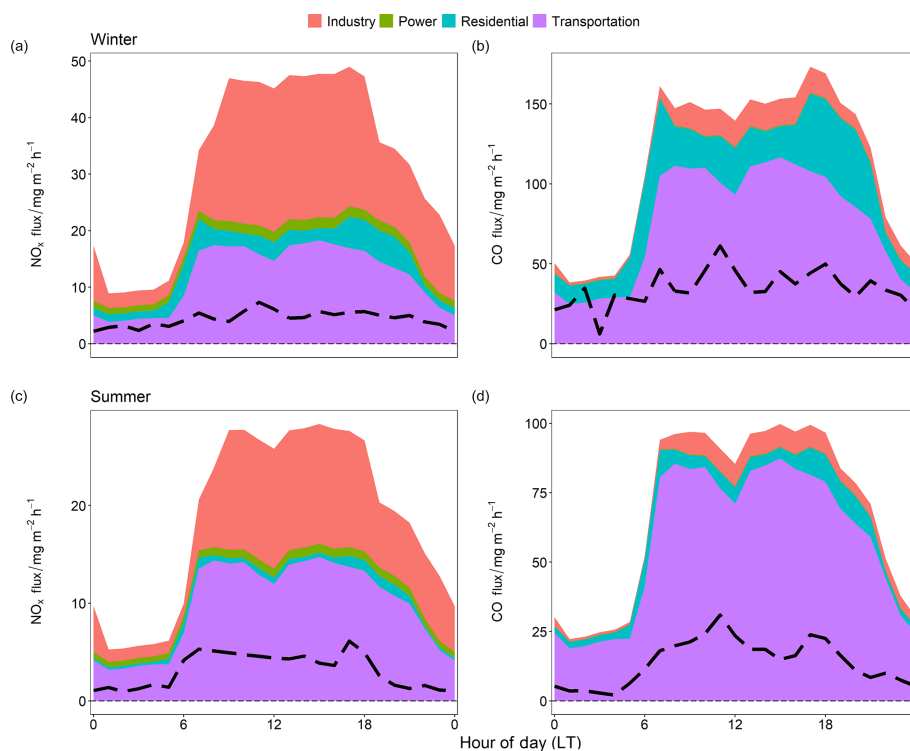 Industry Power Residential Transportation
(a) Winter (b)
50
40
30
20
10
0
NOx flux/mg m−2 h−1
150
100
50
0
CO flux/mg m−2 h−1
(c) Summer (d)
20
10
0
NOx flux/mg m−2 h−1
0 6 12 18 0
100
75
50
25
0
CO flux/mg m−2 h−1
0 6 12 18
Hour of day (LT)